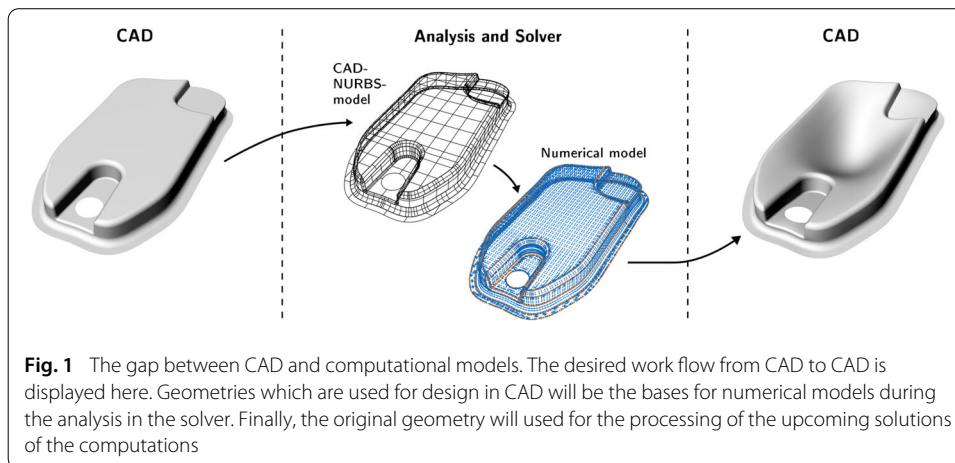 CAD
Analysis and Solver
CAD
CAD-
NURBS-
model
Numerical model
Fig. 1 The gap between CAD and computational models. The desired work flow from CAD to CAD is
displayed here. Geometries which are used for design in CAD will be the bases for numerical models during
the analysis in the solver. Finally, the original geometry will used for the processing of the upcoming solutions
of the computations